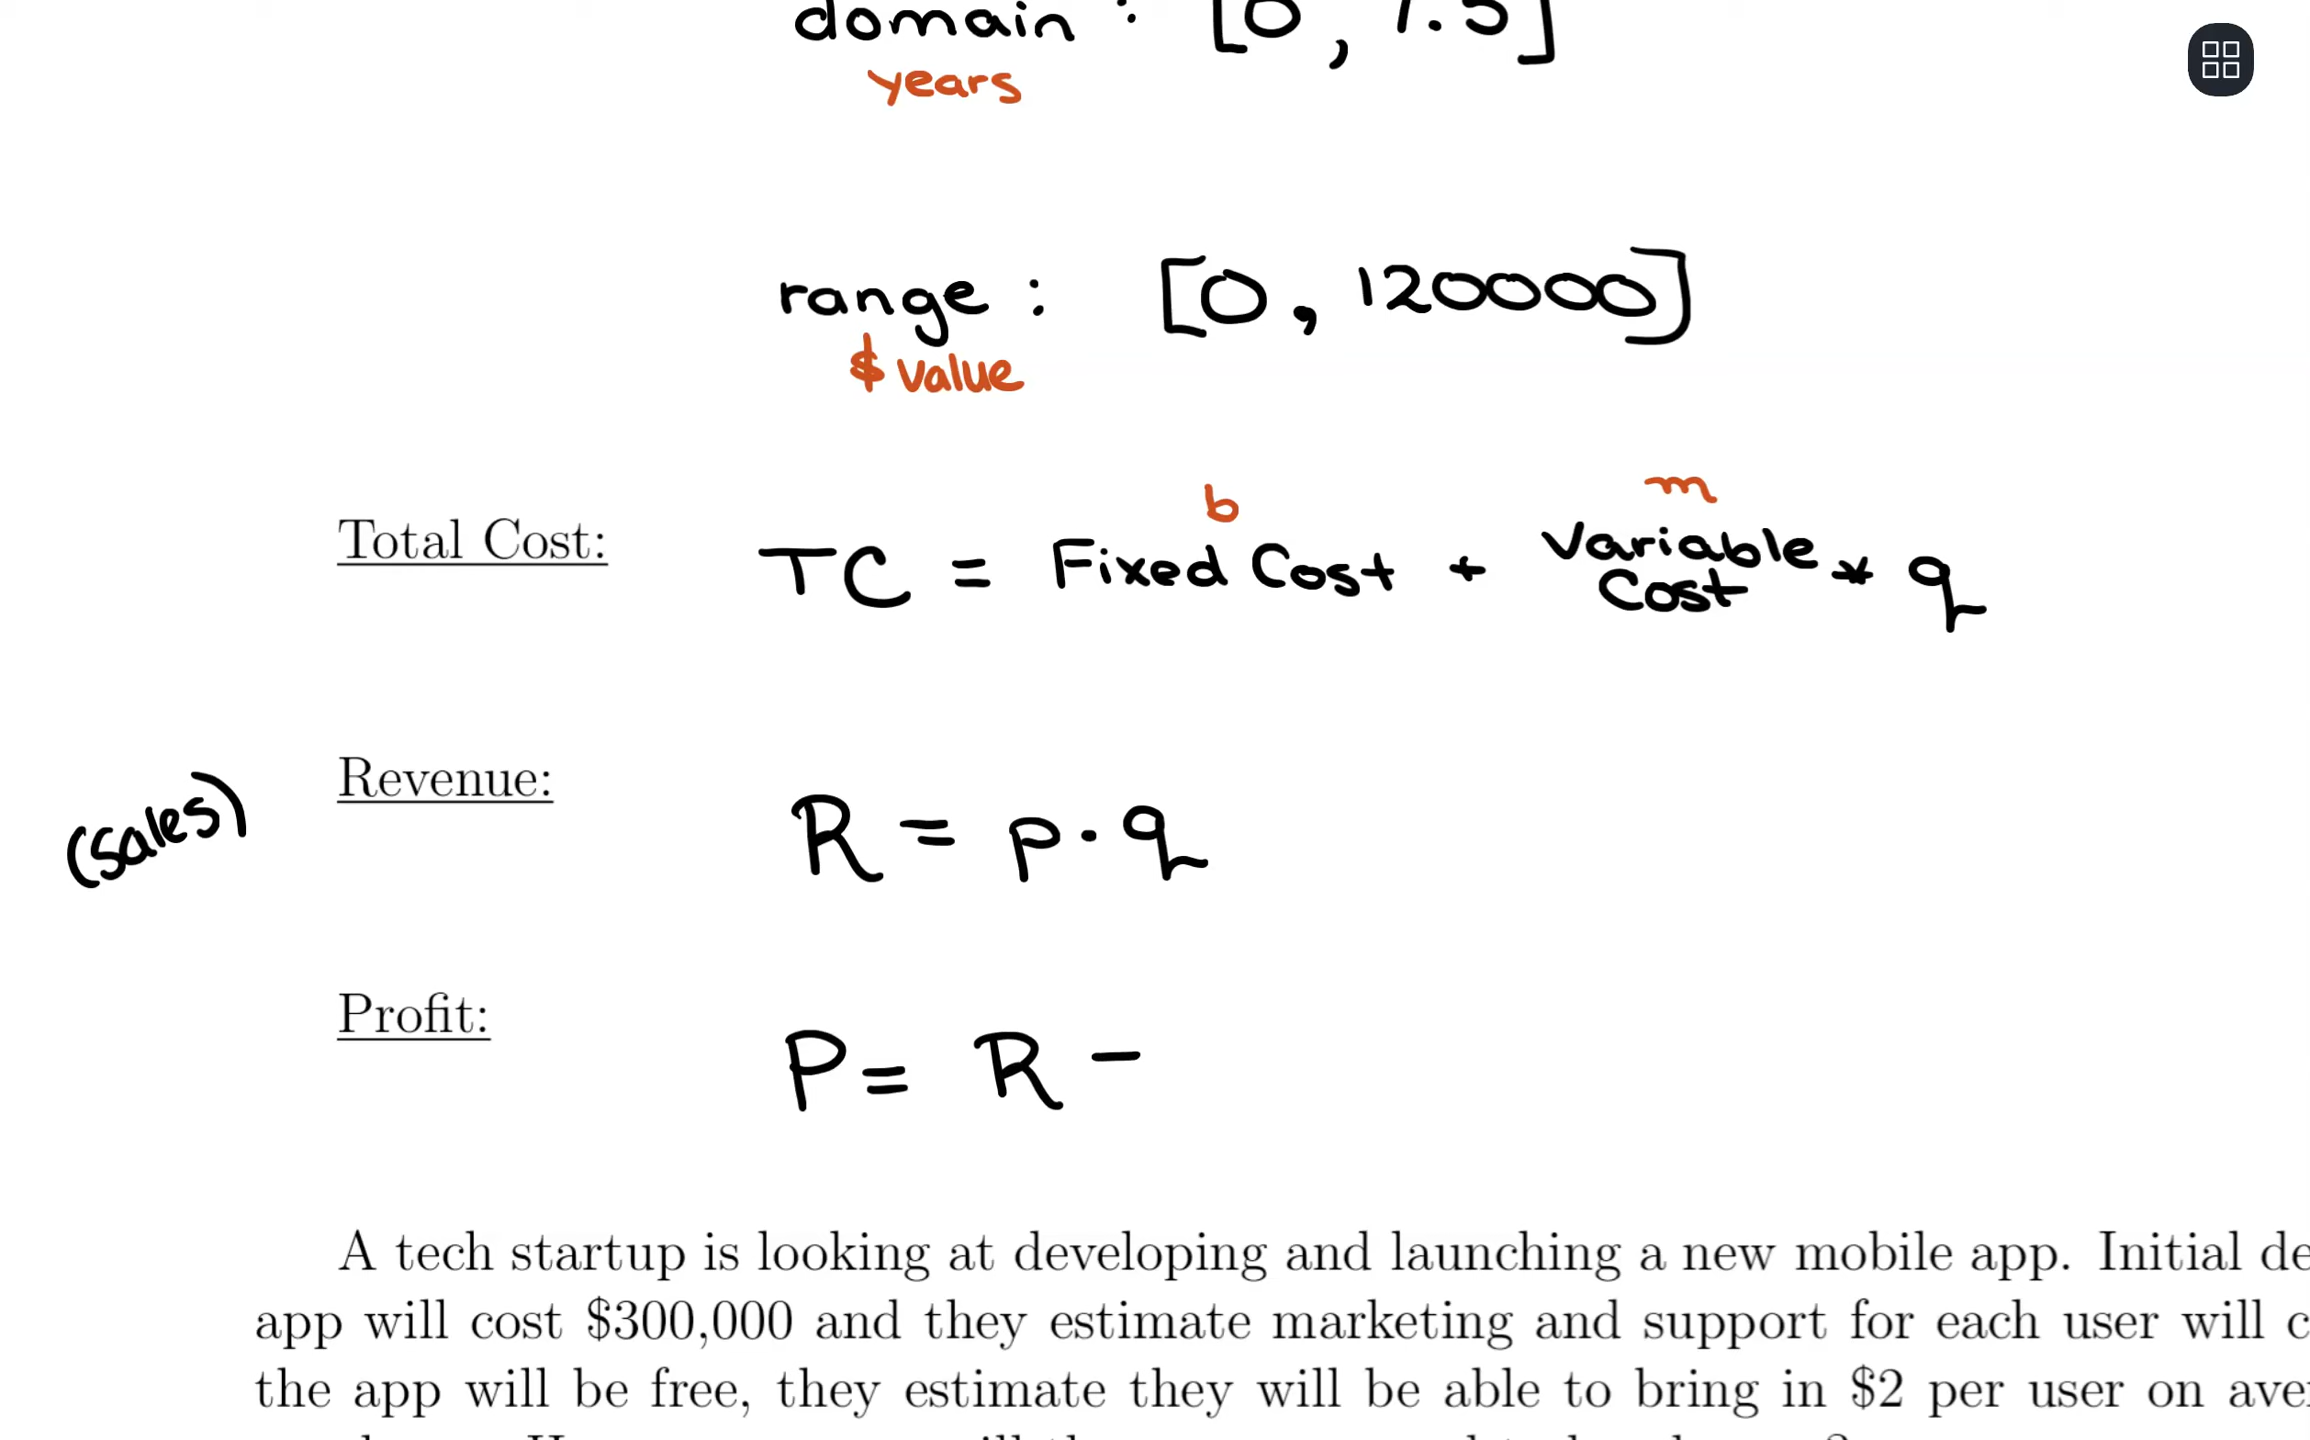 domain : [0, 7.5]
years
range : [0, 120000]
$ value
b m
Total Cost: TC = Fixed Cost + Variable Cost * q
(sales) Revenue: R = p · q
Profit: P = R −
A tech startup is looking at developing and launching a new mobile app. Initial de
app will cost $300,000 and they estimate marketing and support for each user will c
the app will be free, they estimate they will be able to bring in $2 per user on ave